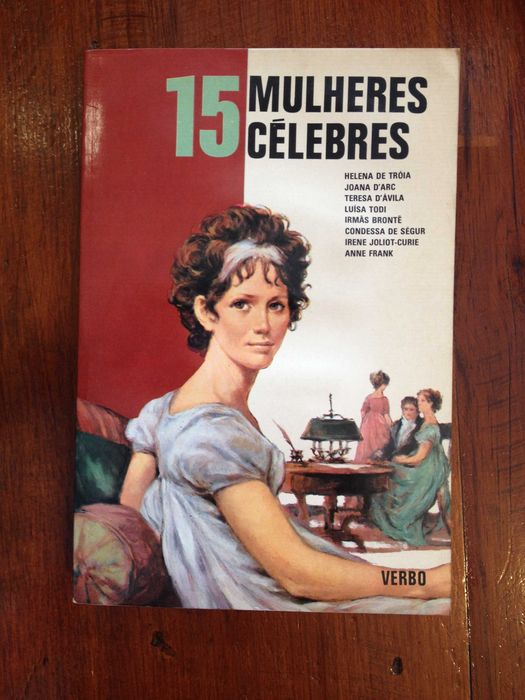 15 MULHERES
CÉLEBRES
HELENA DE TRÓIA
JOANA D'ARC
TERESA D'ÁVILA
LUÍSA TODI
IRMÃS BRONTË
CONDESSA DE SÉGUR
IRENE JOLIOT-CURIE
ANNE FRANK
VERBO